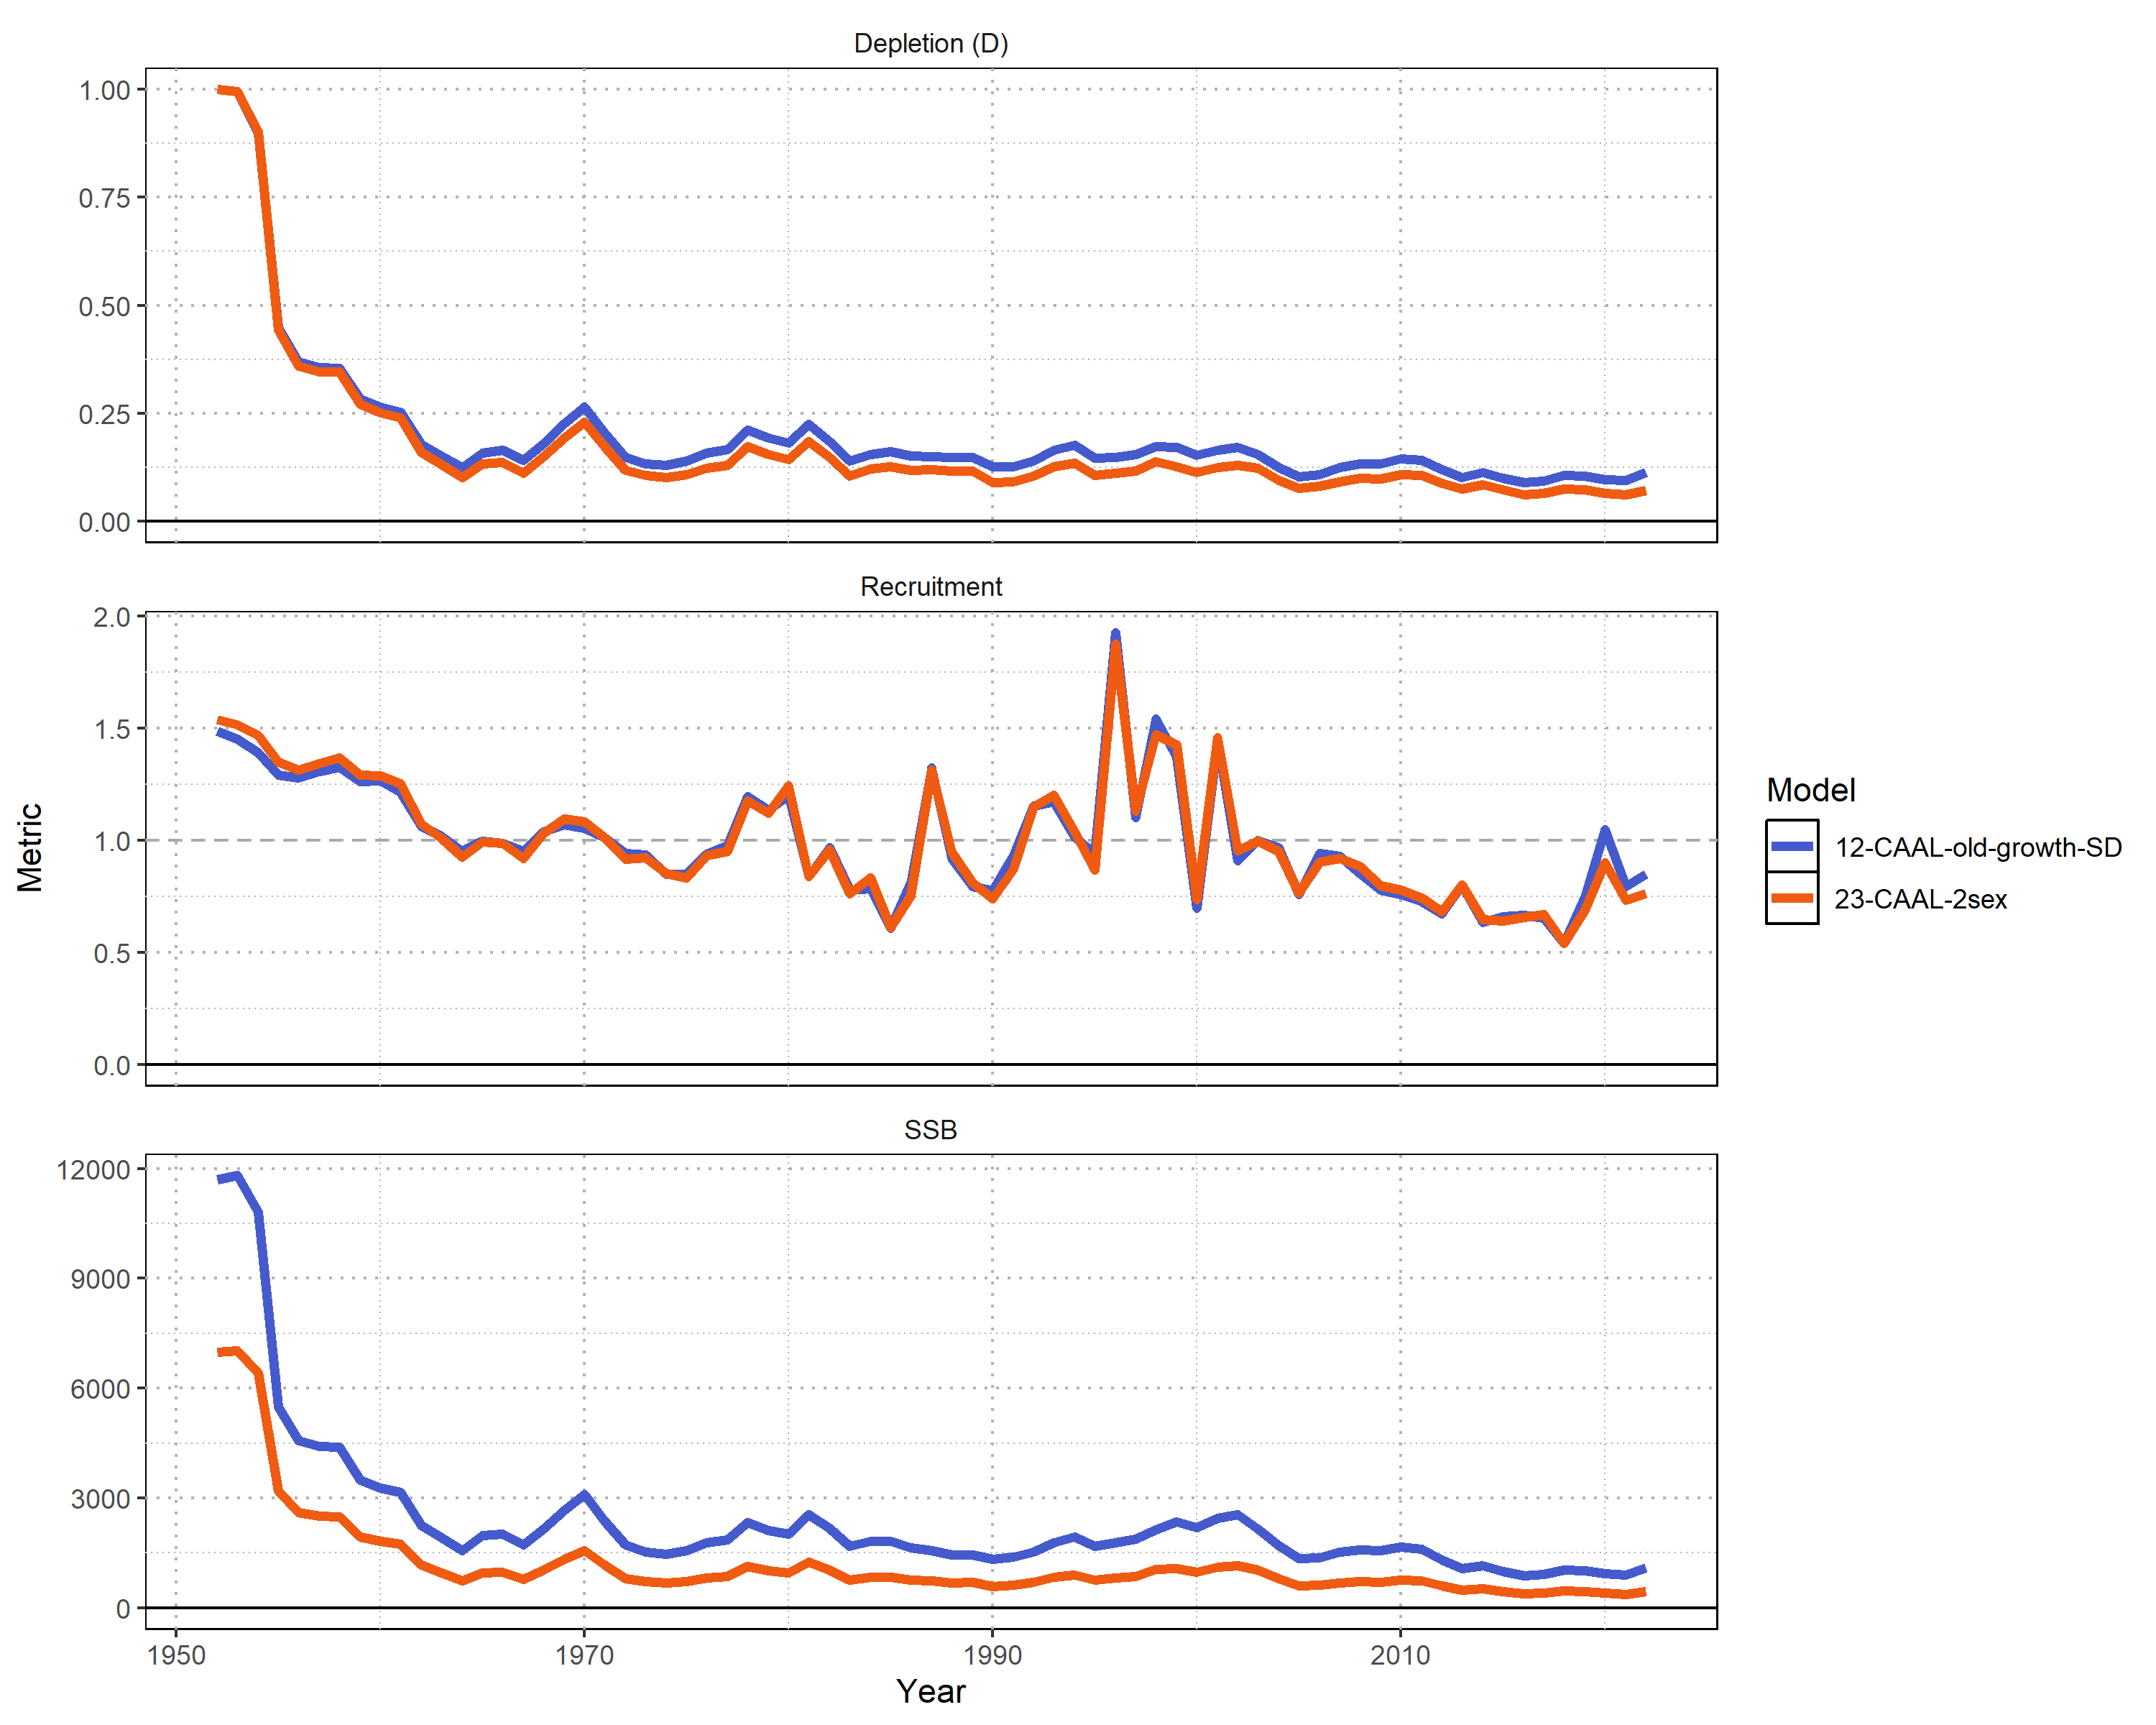 Depletion (D)
1.00
0.75
0.50
0.25
0.00
Recruitment
2.0
1.5
1.0
0.5
0.0
SSB
12000
9000
6000
3000
0
1950 1970 1990 2010
Year
Metric
Model
12-CAAL-old-growth-SD
23-CAAL-2sex